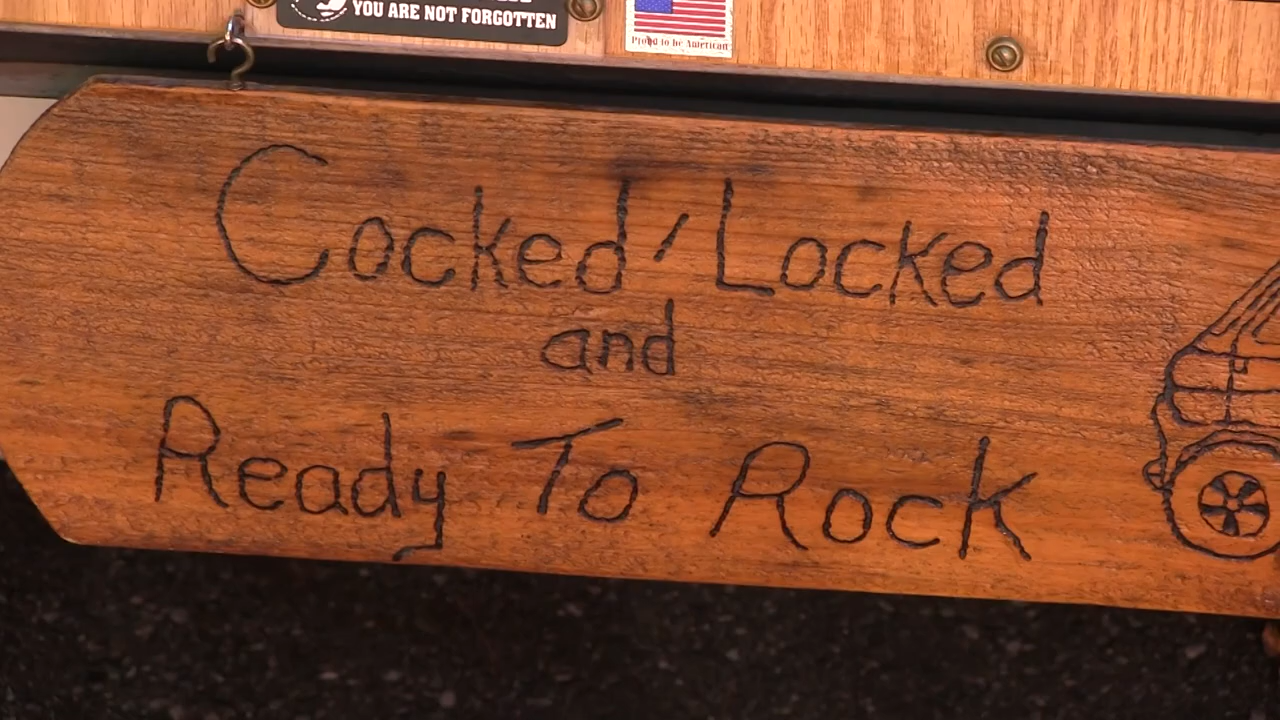 YOU ARE NOT FORGOTTEN
Proud to be American
Cocked' Locked
and
Ready To Rock